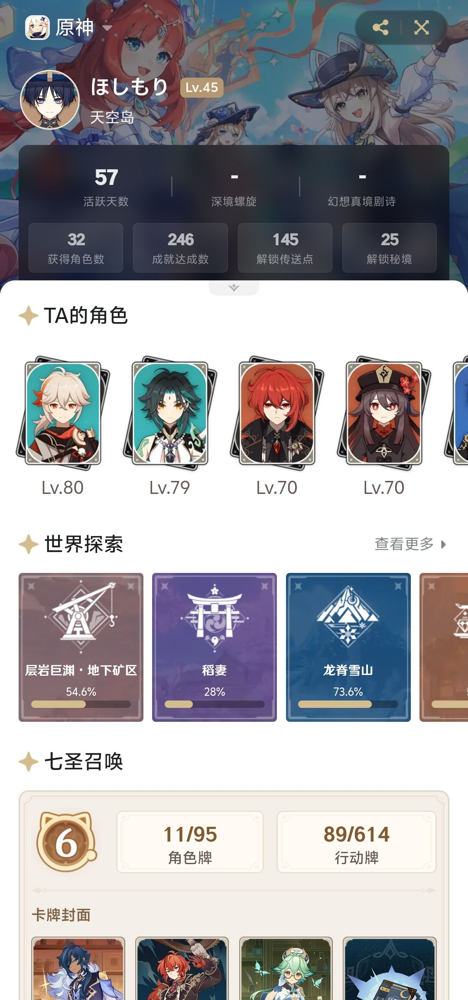 原神
ほしもり Lv.45
天空岛
57 - -
活跃天数 深境螺旋 幻想真境剧诗
32 246 145 25
获得角色数 成就达成数 解锁传送点 解锁秘境
TA的角色
Lv.80 Lv.79 Lv.70 Lv.70
世界探索 查看更多
层岩巨渊·地下矿区 稻妻 龙脊雪山
54.6% 28% 73.6%
七圣召唤
6
11/95 89/614
角色牌 行动牌
卡牌封面